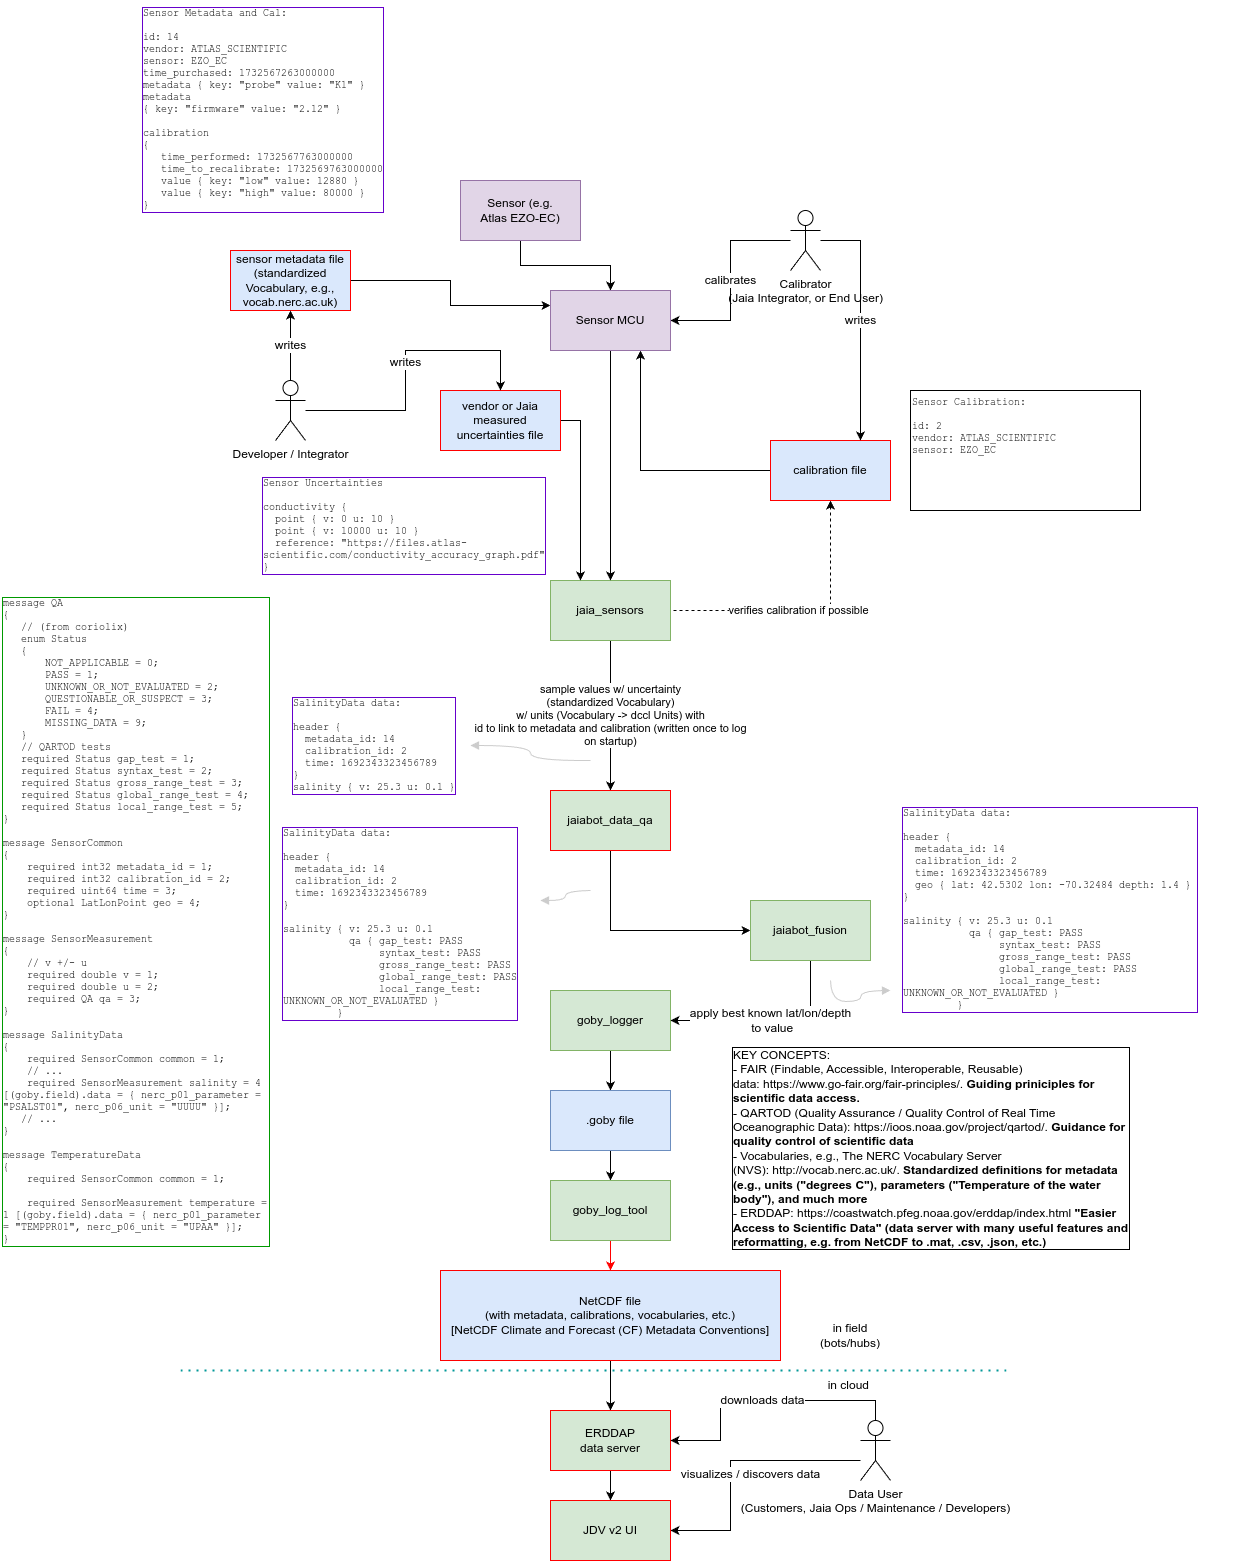 Sensor Metadata and Cal:
id: 14
vendor: ATLAS_SCIENTIFIC
sensor: EZO_EC
time_purchased: 1732567263000000
metadata { key: "probe" value: "K1" }
metadata
{ key: "firmware" value: "2.12" }
calibration
{
time_performed: 1732567763000000
time_to_recalibrate: 1732569763000000
value { key: "low" value: 12880 }
value { key: "high" value: 80000 }
}
Sensor (e.g.
Atlas EZO-EC)
sensor metadata file
(standardized
Vocabulary, e.g.,
vocab.nerc.ac.uk)
Sensor MCU
calibrates
Calibrator
(Jaia Integrator, or End User)
writes
writes
writes
Developer / Integrator
vendor or Jaia
measured
uncertainties file
calibration file
Sensor Calibration:
id: 2
vendor: ATLAS_SCIENTIFIC
sensor: EZO_EC
Sensor Uncertainties
conductivity {
point { v: 0 u: 10 }
point { v: 10000 u: 10 }
reference: "https://files.atlas-
scientific.com/conductivity_accuracy_graph.pdf"
}
jaia_sensors
verifies calibration if possible
message QA
{
// (from coriolix)
enum Status
{
NOT_APPLICABLE = 0;
PASS = 1;
UNKNOWN_OR_NOT_EVALUATED = 2;
QUESTIONABLE_OR_SUSPECT = 3;
FAIL = 4;
MISSING_DATA = 9;
}
// QARTOD tests
required Status gap_test = 1;
required Status syntax_test = 2;
required Status gross_range_test = 3;
required Status global_range_test = 4;
required Status local_range_test = 5;
}
message SensorCommon
{
required int32 metadata_id = 1;
required int32 calibration_id = 2;
required uint64 time = 3;
optional LatLonPoint geo = 4;
}
message SensorMeasurement
{
// v +/- u
required double v = 1;
required double u = 2;
required QA qa = 3;
}
message SalinityData
{
required SensorCommon common = 1;
// ...
required SensorMeasurement salinity = 4
[(goby.field).data = { nerc_p01_parameter =
"PSALST01", nerc_p06_unit = "UUUU" }];
// ...
}
message TemperatureData
{
required SensorCommon common = 1;
required SensorMeasurement temperature =
1 [(goby.field).data = { nerc_p01_parameter
= "TEMPPR01", nerc_p06_unit = "UPAA" }];
}
sample values w/ uncertainty
(standardized Vocabulary)
w/ units (Vocabulary -> dccl Units) with
id to link to metadata and calibration (written once to log
on startup)
SalinityData data:
header {
metadata_id: 14
calibration_id: 2
time: 1692343323456789
}
salinity { v: 25.3 u: 0.1 }
jaiabot_data_qa
SalinityData data:
header {
metadata_id: 14
calibration_id: 2
time: 1692343323456789
}
salinity { v: 25.3 u: 0.1
qa { gap_test: PASS
syntax_test: PASS
gross_range_test: PASS
global_range_test: PASS
local_range_test:
UNKNOWN_OR_NOT_EVALUATED }
}
jaiabot_fusion
SalinityData data:
header {
metadata_id: 14
calibration_id: 2
time: 1692343323456789
geo { lat: 42.5302 lon: -70.32484 depth: 1.4 }
}
salinity { v: 25.3 u: 0.1
qa { gap_test: PASS
syntax_test: PASS
gross_range_test: PASS
global_range_test: PASS
local_range_test:
UNKNOWN_OR_NOT_EVALUATED }
}
goby_logger
apply best known lat/lon/depth
to value
KEY CONCEPTS:
- FAIR (Findable, Accessible, Interoperable, Reusable)
data: https://www.go-fair.org/fair-principles/. Guiding priniciples for
scientific data access.
- QARTOD (Quality Assurance / Quality Control of Real Time
Oceanographic Data): https://ioos.noaa.gov/project/qartod/. Guidance for
quality control of scientific data
- Vocabularies, e.g., The NERC Vocabulary Server
(NVS): http://vocab.nerc.ac.uk/. Standardized definitions for metadata
(e.g., units ("degrees C"), parameters ("Temperature of the water
body"), and much more
- ERDDAP: https://coastwatch.pfeg.noaa.gov/erddap/index.html "Easier
Access to Scientific Data" (data server with many useful features and
reformatting, e.g. from NetCDF to .mat, .csv, .json, etc.)
.goby file
goby_log_tool
NetCDF file
(with metadata, calibrations, vocabularies, etc.)
[NetCDF Climate and Forecast (CF) Metadata Conventions]
in field
(bots/hubs)
in cloud
downloads data
ERDDAP
data server
visualizes / discovers data
Data User
(Customers, Jaia Ops / Maintenance / Developers)
JDV v2 UI